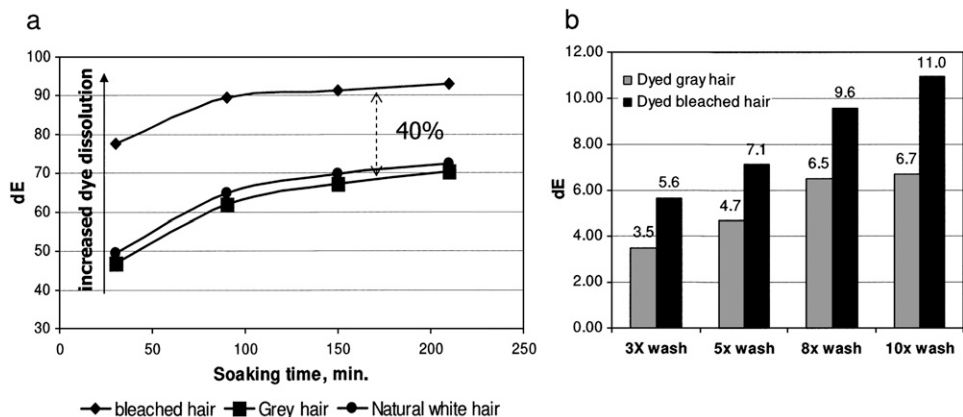 a
100
90
80
70
60
50
40
30
dE
increased dye dissolution
40%
0
50
100
150
200
250
Soaking time, min.
bleached hair
Grey hair
Natural white hair
b
12.00
10.00
8.00
6.00
4.00
2.00
0.00
dE
Dyed gray hair
Dyed bleached hair
3.5
5.6
4.7
7.1
6.5
9.6
6.7
11.0
3X wash
5x wash
8x wash
10x wash